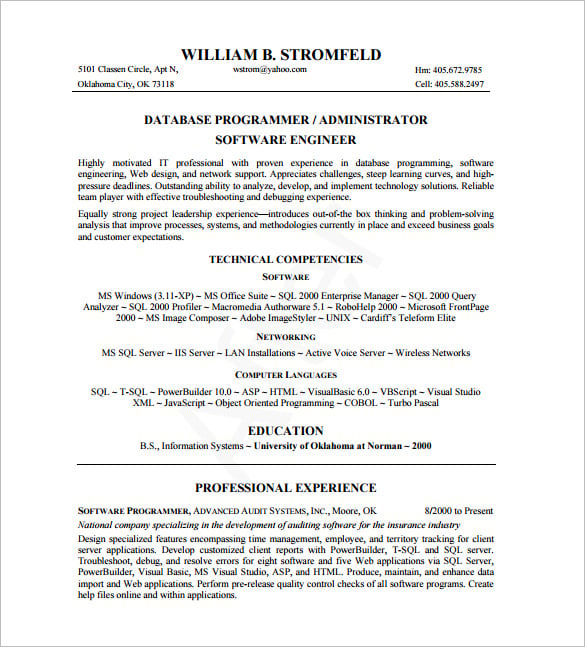 WILLIAM B. STROMFELD
5101 Classen Circle, Apt N, wstrom@yahoo.com Hm: 405.672.9785
Oklahoma City, OK 73118 Cell: 405.588.2497
DATABASE PROGRAMMER / ADMINISTRATOR
SOFTWARE ENGINEER
Highly motivated IT professional with proven experience in database programming, software
engineering, Web design, and network support. Appreciates challenges, steep learning curves, and high-
pressure deadlines. Outstanding ability to analyze, develop, and implement technology solutions. Reliable
team player with effective troubleshooting and debugging experience.
Equally strong project leadership experience—introduces out-of-the box thinking and problem-solving
analysis that improve processes, systems, and methodologies currently in place and exceed business goals
and customer expectations.
TECHNICAL COMPETENCIES
SOFTWARE
MS Windows (3.11-XP) ~ MS Office Suite ~ SQL 2000 Enterprise Manager ~ SQL 2000 Query
Analyzer ~ SQL 2000 Profiler ~ Macromedia Authorware 5.1 ~ RoboHelp 2000 ~ Microsoft FrontPage
2000 ~ MS Image Composer ~ Adobe ImageStyler ~ UNIX ~ Cardiff's Teleform Elite
NETWORKING
MS SQL Server ~ IIS Server ~ LAN Installations ~ Active Voice Server ~ Wireless Networks
COMPUTER LANGUAGES
SQL ~ T-SQL ~ PowerBuilder 10.0 ~ ASP ~ HTML ~ VisualBasic 6.0 ~ VBScript ~ Visual Studio
XML ~ JavaScript ~ Object Oriented Programming ~ COBOL ~ Turbo Pascal
EDUCATION
B.S., Information Systems ~ University of Oklahoma at Norman ~ 2000
PROFESSIONAL EXPERIENCE
SOFTWARE PROGRAMMER, ADVANCED AUDIT SYSTEMS, INC., Moore, OK 8/2000 to Present
National company specializing in the development of auditing software for the insurance industry
Design specialized features encompassing time management, employee, and territory tracking for client
server applications. Develop customized client reports with PowerBuilder, T-SQL and SQL server.
Troubleshoot, debug, and resolve errors for eight software and five Web applications via SQL Server,
PowerBuilder, Visual Basic, MS Visual Studio, ASP, and HTML. Produce, maintain, and enhance data
import and Web applications. Perform pre-release quality control checks of all software programs. Create
help files online and within applications.